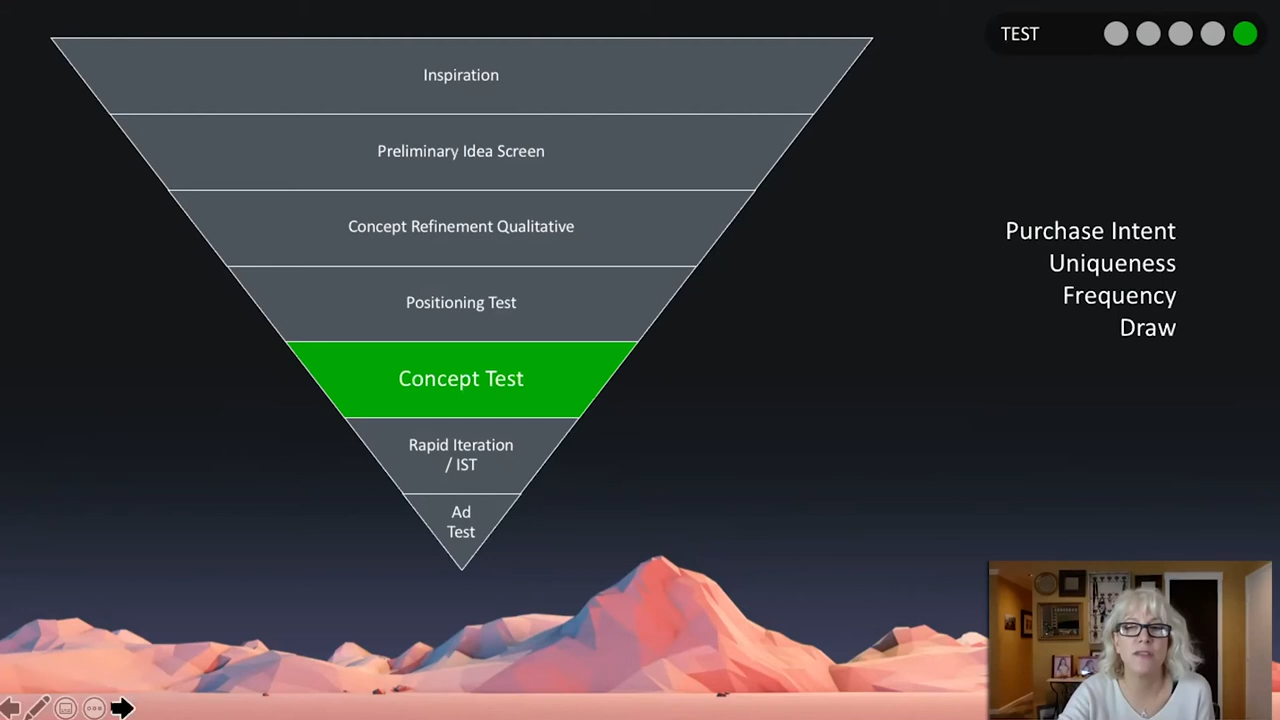 TEST
Inspiration
Preliminary Idea Screen
Concept Refinement Qualitative
Positioning Test
Concept Test
Rapid Iteration
/ IST
Ad
Test
Purchase Intent
Uniqueness
Frequency
Draw